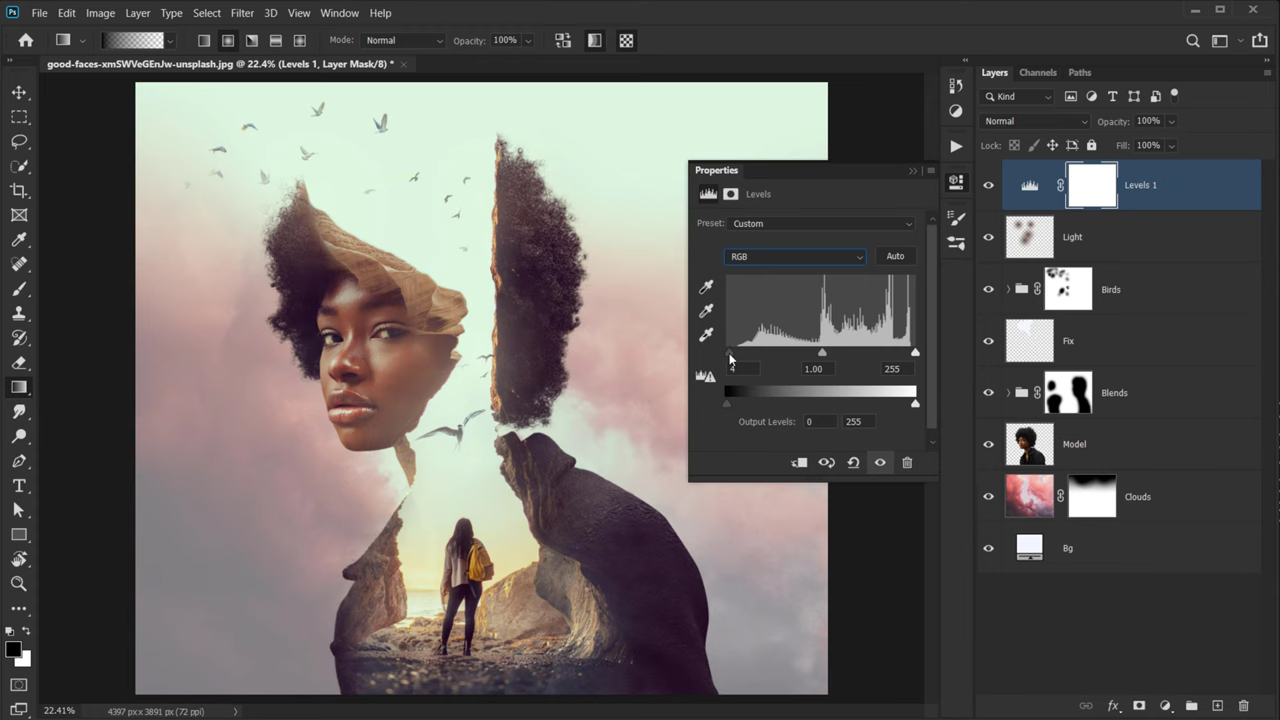 Ps File Edit Image Layer Type Select Filter 3D View Window Help
Mode: Normal Opacity: 100%
good-faces-xmSWVeGEnJw-unsplash.jpg @ 22.4% (Levels 1, Layer Mask/8) *
Layers Channels Paths
Kind
Normal Opacity: 100%
Lock: Fill: 100%
Properties
Levels
Preset: Custom
RGB Auto
4 1.00 255
Output Levels: 0 255
Levels 1
Light
Birds
Fix
Blends
Model
Clouds
Bg
fx
22.41% 4397 px x 3891 px (72 ppi)